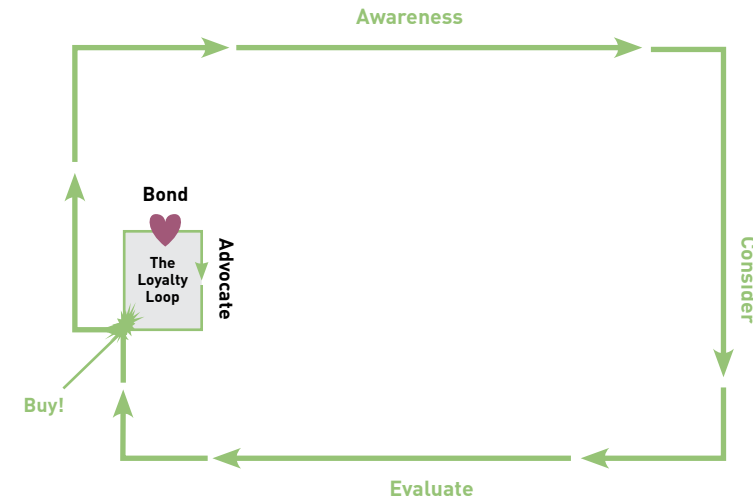 Awareness
Bond
The
Loyalty
Loop
Advocate
Consider
Buy!
Evaluate